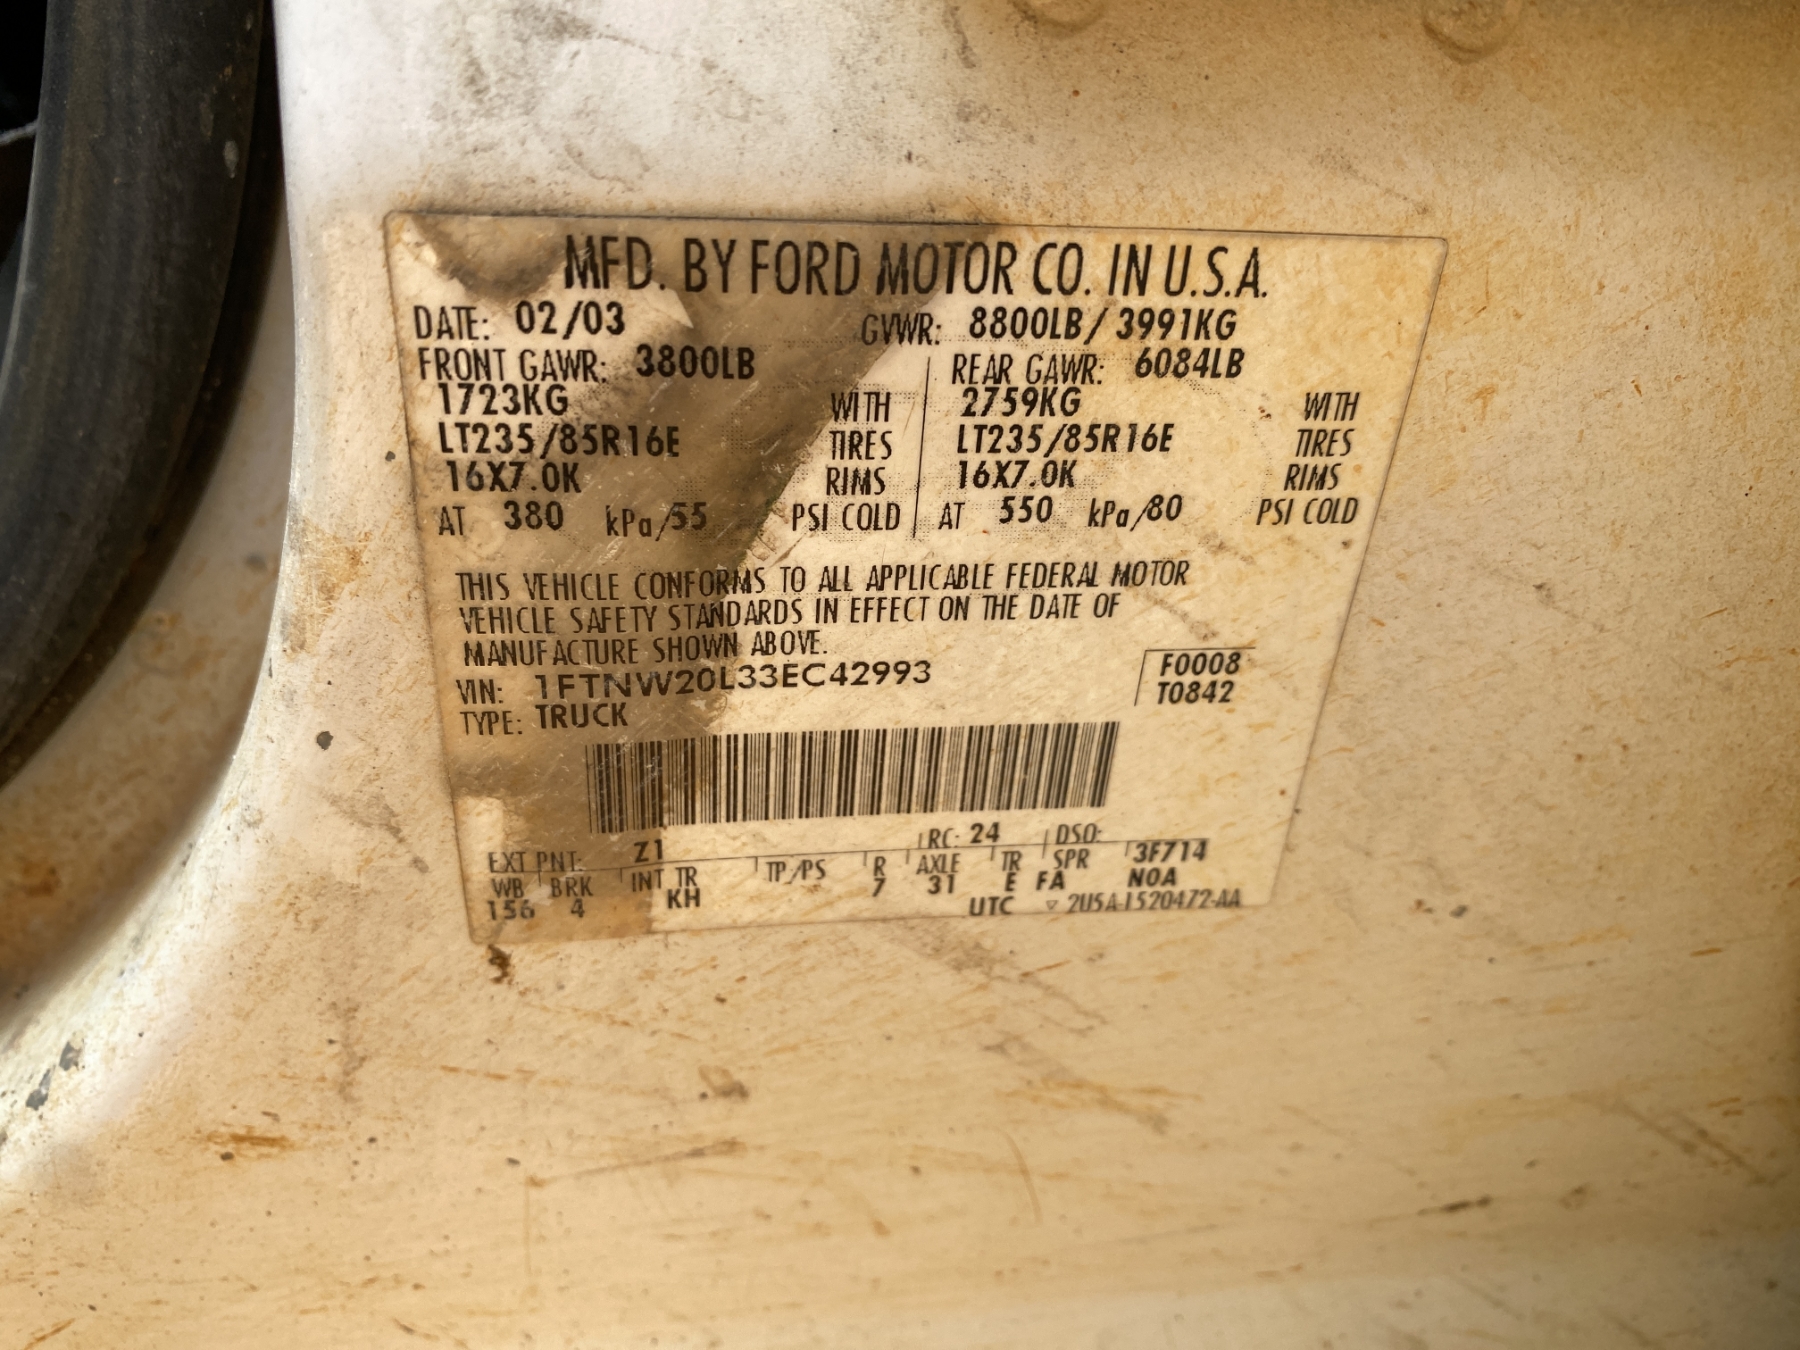 MFD. BY FORD MOTOR CO. IN U.S.A.
DATE: 02/03 GVWR: 8800LB/ 3991KG
FRONT GAWR: 3800LB REAR GAWR: 6084LB
1723KG WITH 2759KG WITH
LT235/85R16E TIRES LT235/85R16E TIRES
16X7.0K RIMS 16X7.0K RIMS
AT 380 kPa/55 PSI COLD AT 550 kPa/80 PSI COLD
THIS VEHICLE CONFORMS TO ALL APPLICABLE FEDERAL MOTOR
VEHICLE SAFETY STANDARDS IN EFFECT ON THE DATE OF
MANUFACTURE SHOWN ABOVE.
VIN: 1FTNW20L33EC42993 F0008
TYPE: TRUCK T0842
EXT PNT: Z1 RC: 24 DSO:
WB BRK INT TR TP/PS R AXLE TR SPR 3F714
156 4 KH 7 31 E FA N0A
UTC ▽ 2U5A-1520472-AA